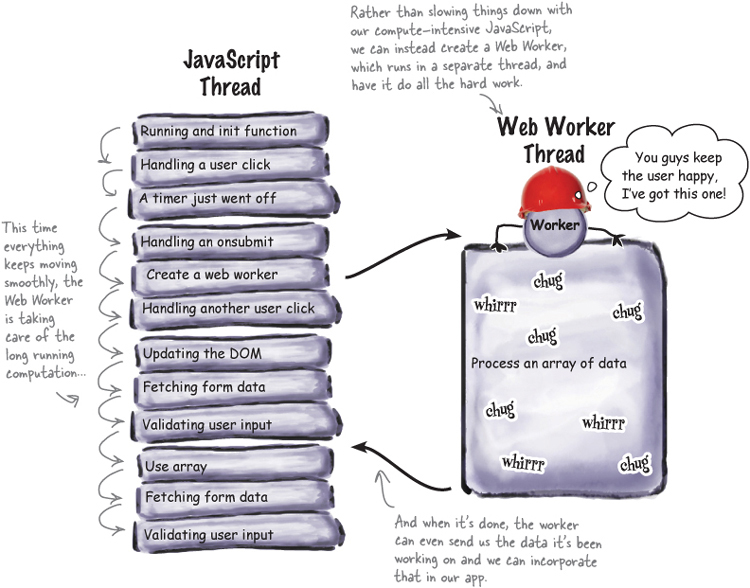 Rather than slowing things down with
our compute-intensive JavaScript,
we can instead create a Web Worker,
which runs in a separate thread, and
have it do all the hard work.
JavaScript
Thread
Web Worker
Thread
You guys keep
the user happy,
I've got this one!
Worker
Running and init function
Handling a user click
A timer just went off
Handling an onsubmit
Create a web worker
Handling another user click
Updating the DOM
Fetching form data
Validating user input
Use array
Fetching form data
Validating user input
This time
everything
keeps moving
smoothly, the
Web Worker
is taking
care of the
long running
computation...
chug
whirrr
chug
chug
Process an array of data
chug
whirrr
whirrr
chug
And when it's done, the worker
can even send us the data it's been
working on and we can incorporate
that in our app.